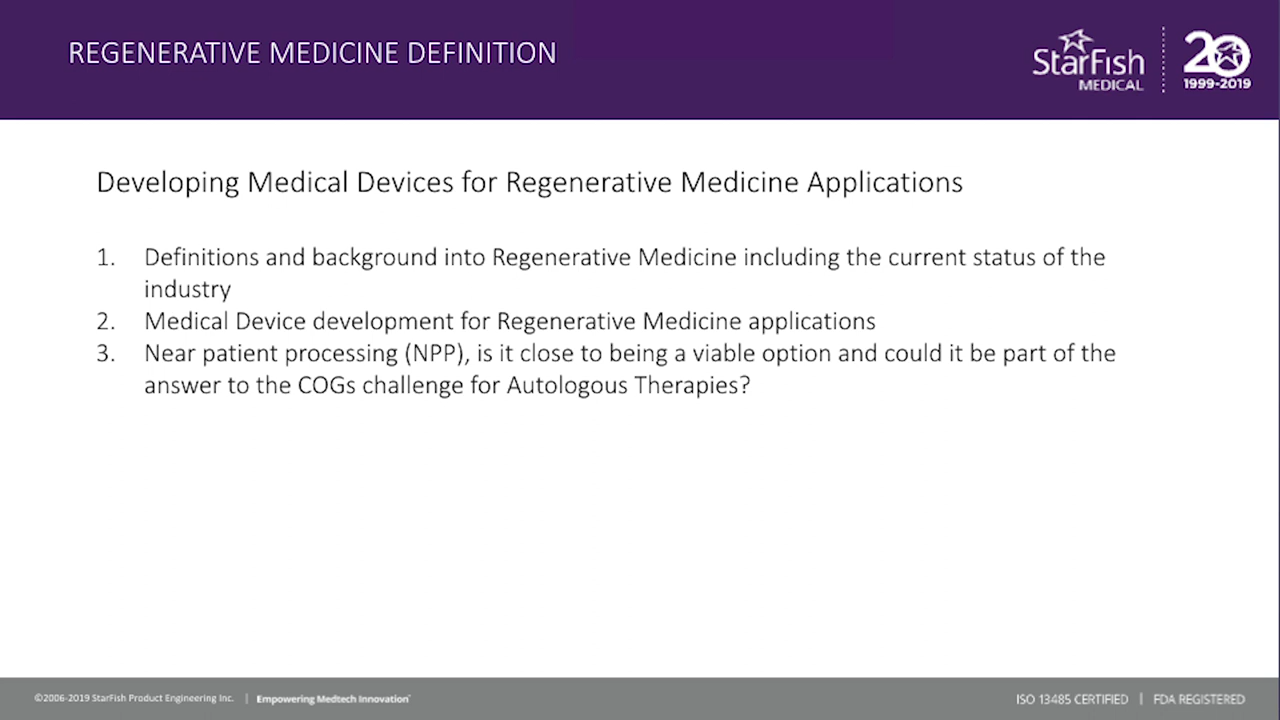 REGENERATIVE MEDICINE DEFINITION
StarFish
MEDICAL
20
1999-2019
Developing Medical Devices for Regenerative Medicine Applications
1. Definitions and background into Regenerative Medicine including the current status of the
industry
2. Medical Device development for Regenerative Medicine applications
3. Near patient processing (NPP), is it close to being a viable option and could it be part of the
answer to the COGs challenge for Autologous Therapies?
©2006-2019 StarFish Product Engineering Inc. | Empowering Medtech Innovation™
ISO 13485 CERTIFIED | FDA REGISTERED